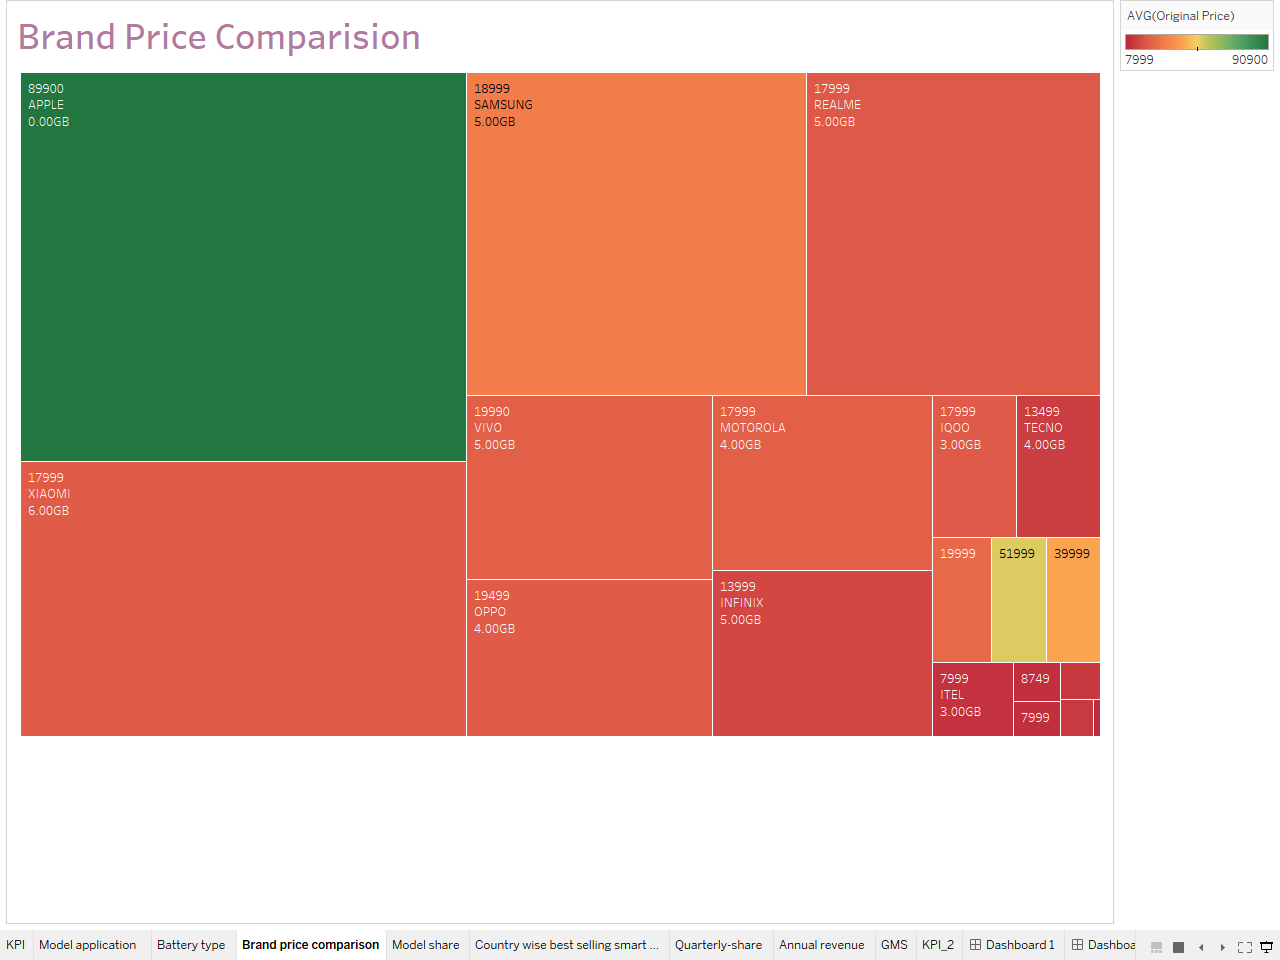 Brand Price Comparision
AVG(Original Price)
7999 90900
89900
APPLE
0.00GB
18999
SAMSUNG
5.00GB
17999
REALME
5.00GB
17999
XIAOMI
6.00GB
19990
VIVO
5.00GB
17999
MOTOROLA
4.00GB
17999
IQOO
3.00GB
13499
TECNO
4.00GB
19499
OPPO
4.00GB
13999
INFINIX
5.00GB
19999
51999
39999
7999
ITEL
3.00GB
8749
7999
KPI Model application Battery type Brand price comparison Model share Country wise best selling smart ... Quarterly-share Annual revenue GMS KPI_2 Dashboard 1 Dashboa